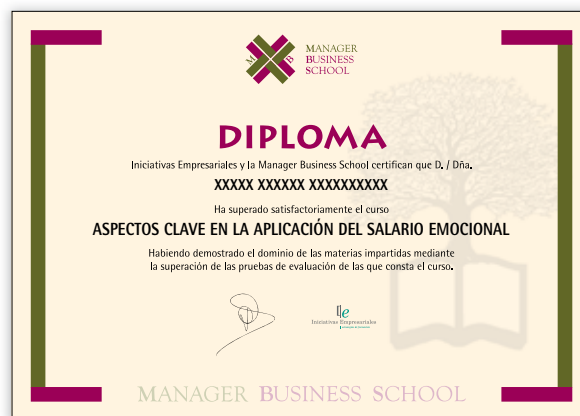 M B
MANAGER
BUSINESS
SCHOOL
DIPLOMA
Iniciativas Empresariales y la Manager Business School certifican que D. / Dña.
XXXXX XXXXXX XXXXXXXXXX
Ha superado satisfactoriamente el curso
ASPECTOS CLAVE EN LA APLICACIÓN DEL SALARIO EMOCIONAL
Habiendo demostrado el dominio de las materias impartidas mediante
la superación de las pruebas de evaluación de las que consta el curso.
Iniciativas Empresariales
MANAGER BUSINESS SCHOOL